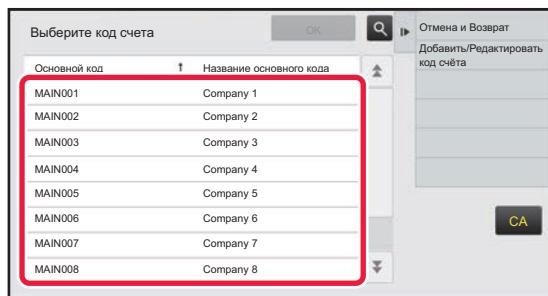 Выберите код счета
OK
Отмена и Возврат
Добавить/Редактировать
код счёта
Основной код Название основного кода
MAIN001 Company 1
MAIN002 Company 2
MAIN003 Company 3
MAIN004 Company 4
MAIN005 Company 5
MAIN006 Company 6
MAIN007 Company 7
MAIN008 Company 8
CA